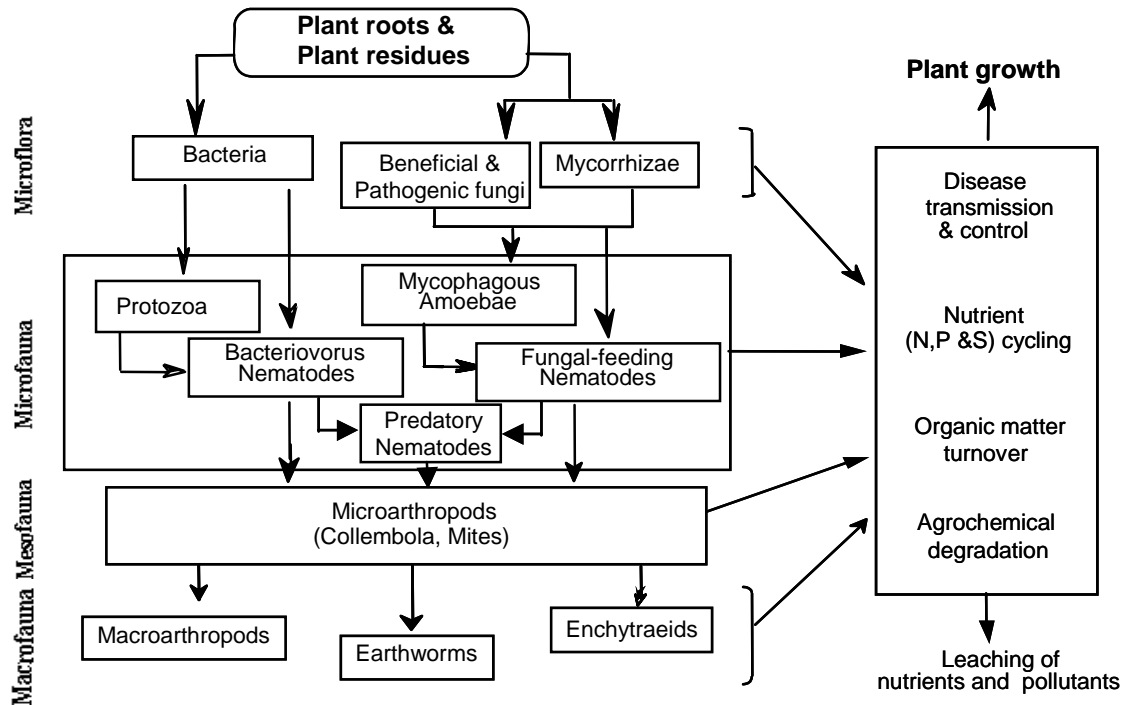 Plant roots &
Plant residues
Plant growth
Microflora
Bacteria
Beneficial &
Pathogenic fungi
Mycorrhizae
Disease
transmission
& control
Microfauna
Protozoa
Mycophagous
Amoebae
Nutrient
(N,P &S) cycling
Bacteriovorus
Nematodes
Fungal-feeding
Nematodes
Predatory
Nematodes
Organic matter
turnover
Mesofauna
Microarthropods
(Collembola, Mites)
Agrochemical
degradation
Macrofauna
Macroarthropods
Earthworms
Enchytraeids
Leaching of
nutrients and pollutants